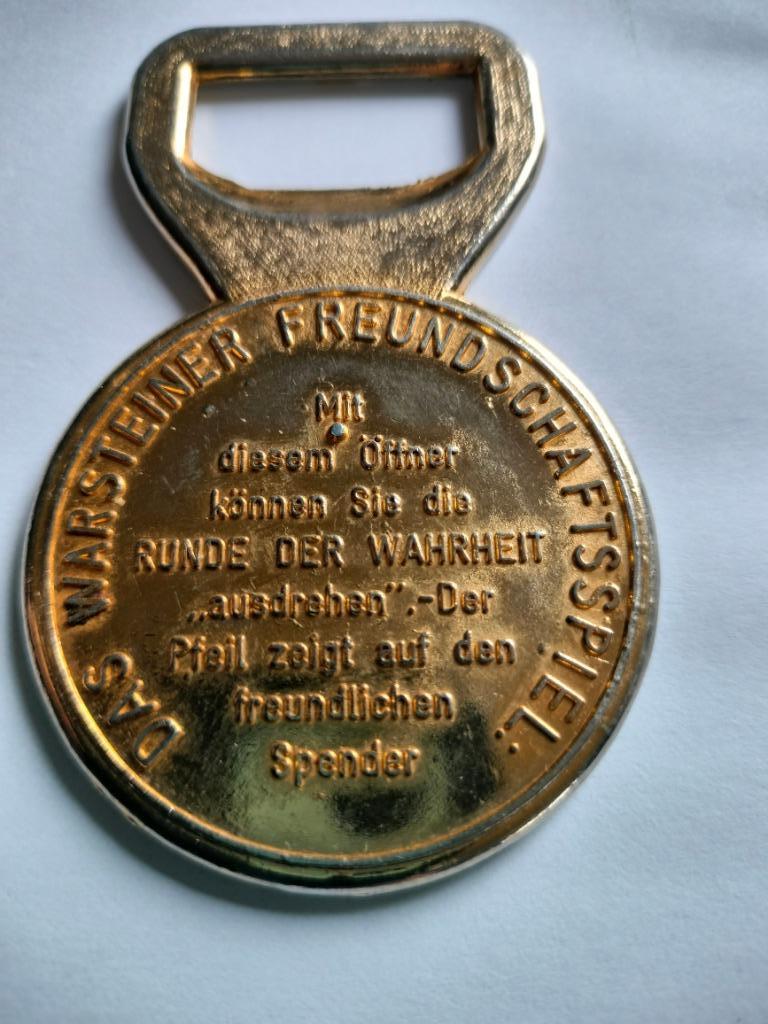 DAS WARSTEINER FREUNDSCHAFTSSPIEL:
Mit
diesem Öffner
können Sie die
RUNDE DER WAHRHEIT
„ausdrehen”.-Der
Pfeil zeigt auf den
freundlichen
Spender